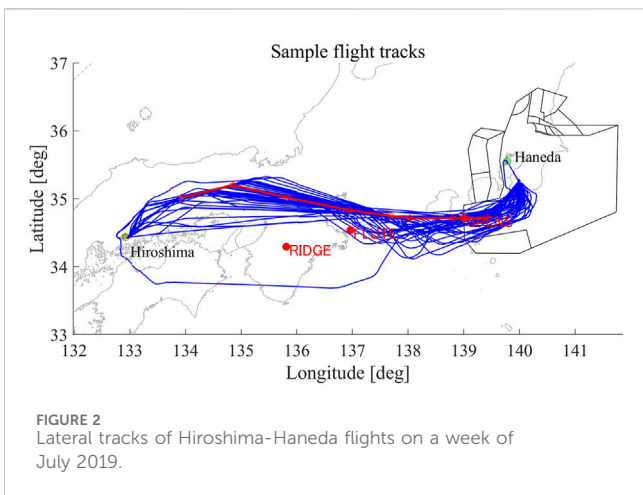 Sample flight tracks
37
36
35
34
33
Latitude [deg]
Haneda
Hiroshima
RIDGE
132 133 134 135 136 137 138 139 140 141
Longitude [deg]
FIGURE 2
Lateral tracks of Hiroshima-Haneda flights on a week of
July 2019.